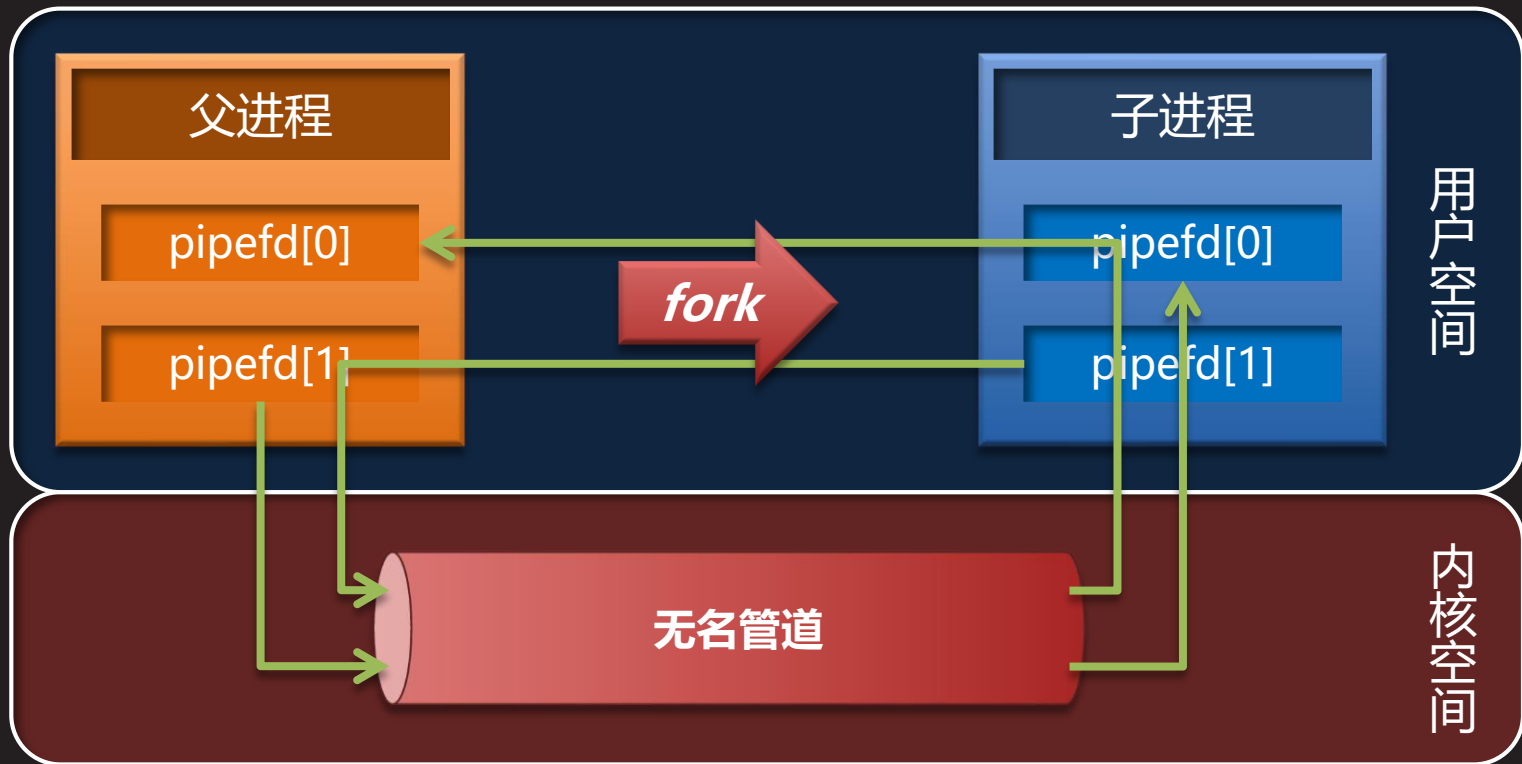 父进程
子进程
pipefd[0]
pipefd[0]
fork
pipefd[1]
pipefd[1]
用户空间
无名管道
内核空间